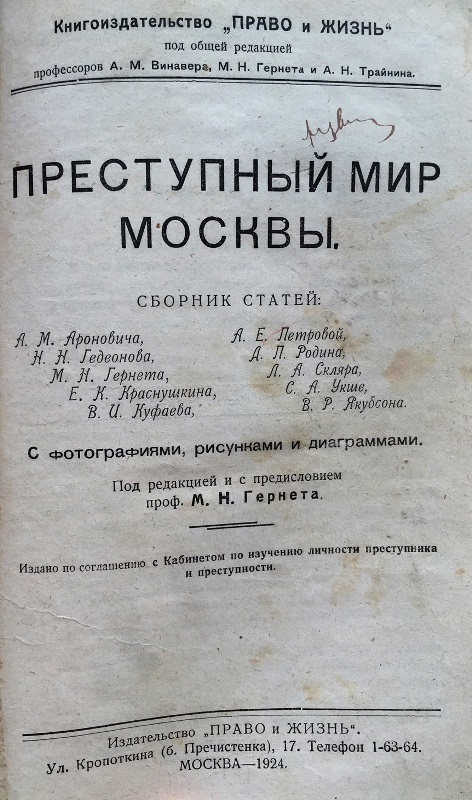 Книгоиздательство „ПРАВО и ЖИЗНЬ“
под общей редакцией
профессоров А. М. Винавера, М. Н. Гернета и А. Н. Трайнина.
ПРЕСТУПНЫЙ МИР
МОСКВЫ.
СБОРНИК СТАТЕЙ:
А. М. Ароновича,
Н. Н. Гедеонова,
М. Н. Гернета,
Е. К. Краснушкина,
В. И. Куфаева,
А. Е. Петровой,
Д. П. Родина,
Л. А. Скляра,
С. А. Укше,
В. Р. Якубсона.
С фотографиями, рисунками и диаграммами.
Под редакцией и с предисловием
проф. М. Н. Гернета.
Издано по соглашению с Кабинетом по изучению личности преступника
и преступности.
Издательство „ПРАВО и ЖИЗНЬ“.
Ул. Кропоткина (б. Пречистенка), 17. Телефон 1-63-64.
МОСКВА—1924.